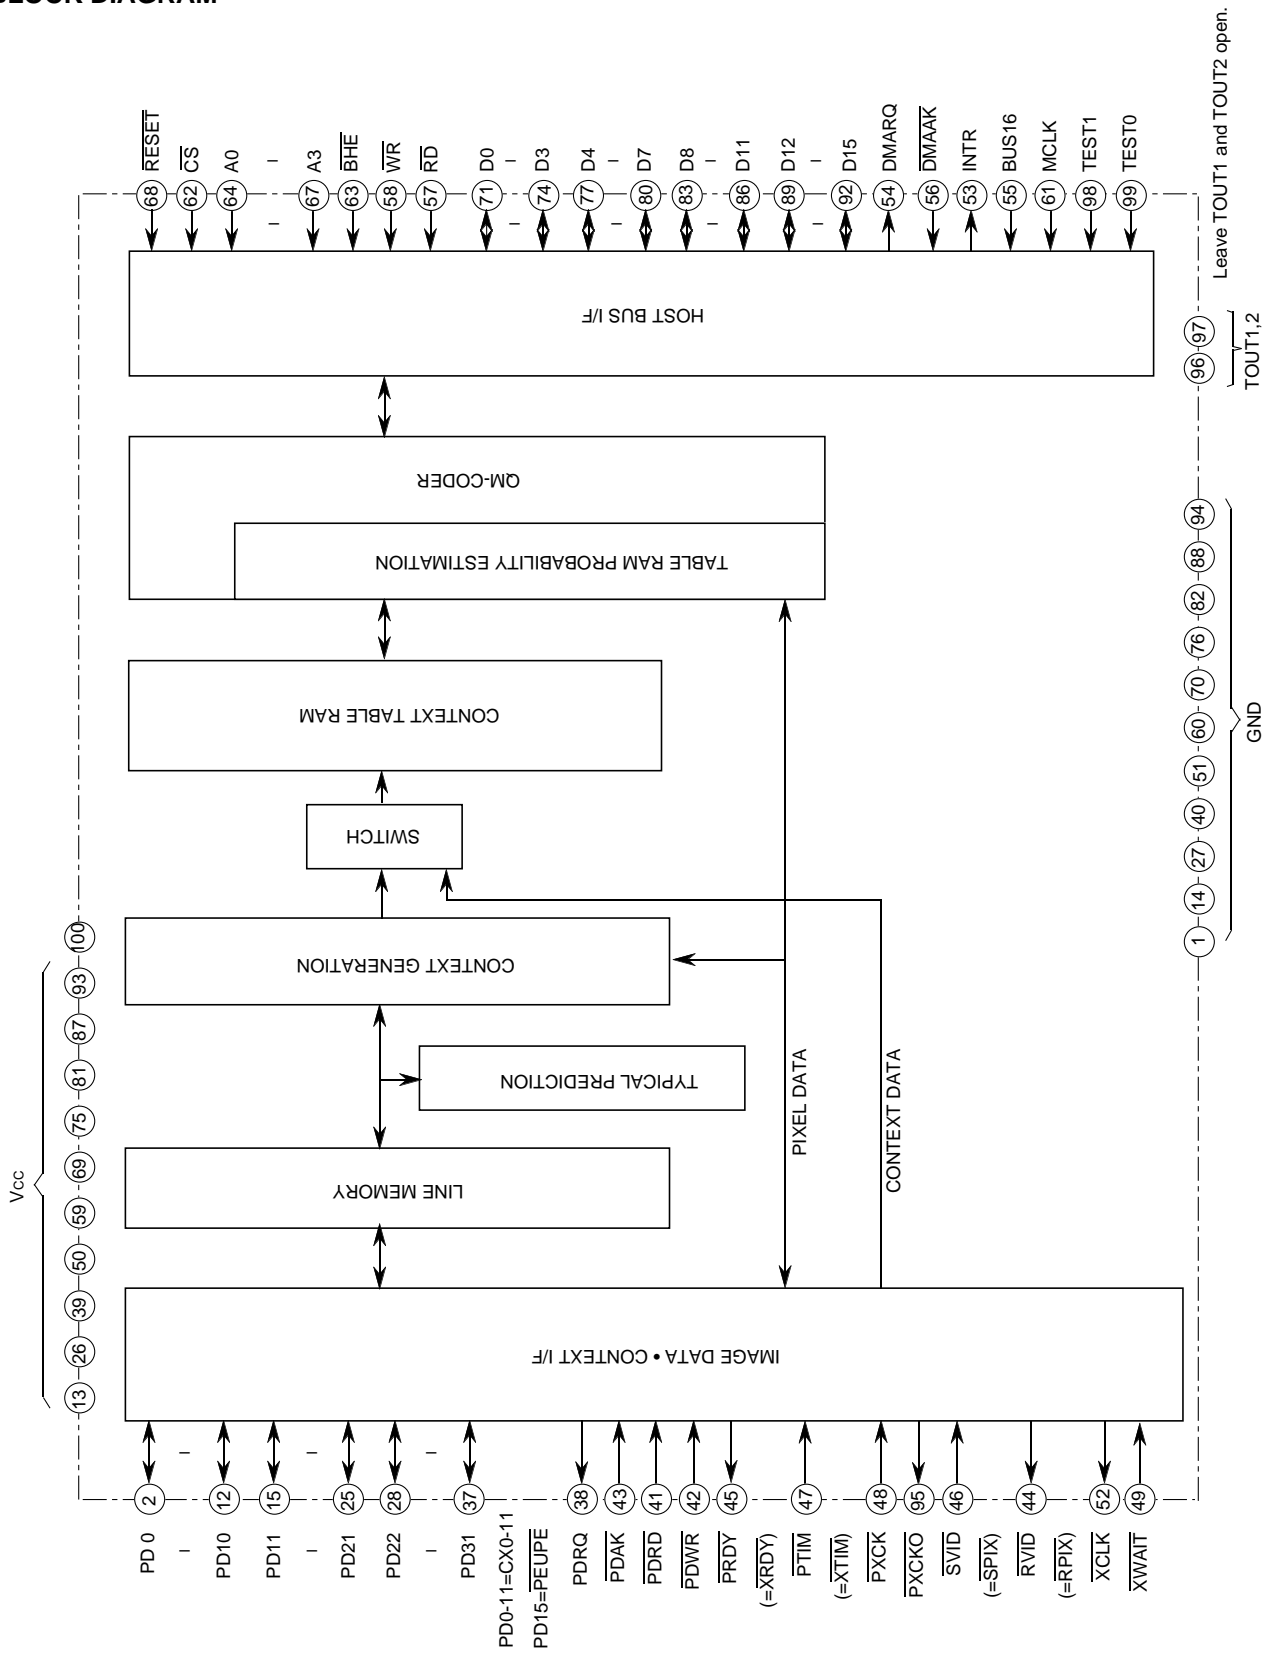 BLOCK DIAGRAM
68 RESET
62 CS
64 A0
–
67 A3
63 BHE
58 WR
57 RD
71 D0
–
74 D3
77 D4
–
80 D7
83 D8
–
86 D11
89 D12
–
92 D15
54 DMARQ
56 DMAAK
53 INTR
55 BUS16
61 MCLK
98 TEST1
99 TEST0
HOST BUS I/F
QM-CODER
TABLE RAM PROBABILITY ESTIMATION
CONTEXT TABLE RAM
SWITCH
CONTEXT GENERATION
TYPICAL PREDICTION
LINE MEMORY
IMAGE DATA • CONTEXT I/F
PIXEL DATA
CONTEXT DATA
Vcc
13 26 39 50 59 69 75 81 87 93 100
1 14 27 40 51 60 70 76 82 88 94
GND
96 97
TOUT1,2
Leave TOUT1 and TOUT2 open.
2 PD 0
–
12 PD10
15 PD11
–
25 PD21
28 PD22
–
37 PD31
PD0-11=CX0-11
PD15=PEUPE
38 PDRQ
43 PDAK
41 PDRD
42 PDWR
45 PRDY
(=XRDY)
47 PTIM
(=XTIM)
48 PXCK
95 PXCKO
46 SVID
(=SPIX)
44 RVID
(=RPIX)
52 XCLK
49 XWAIT